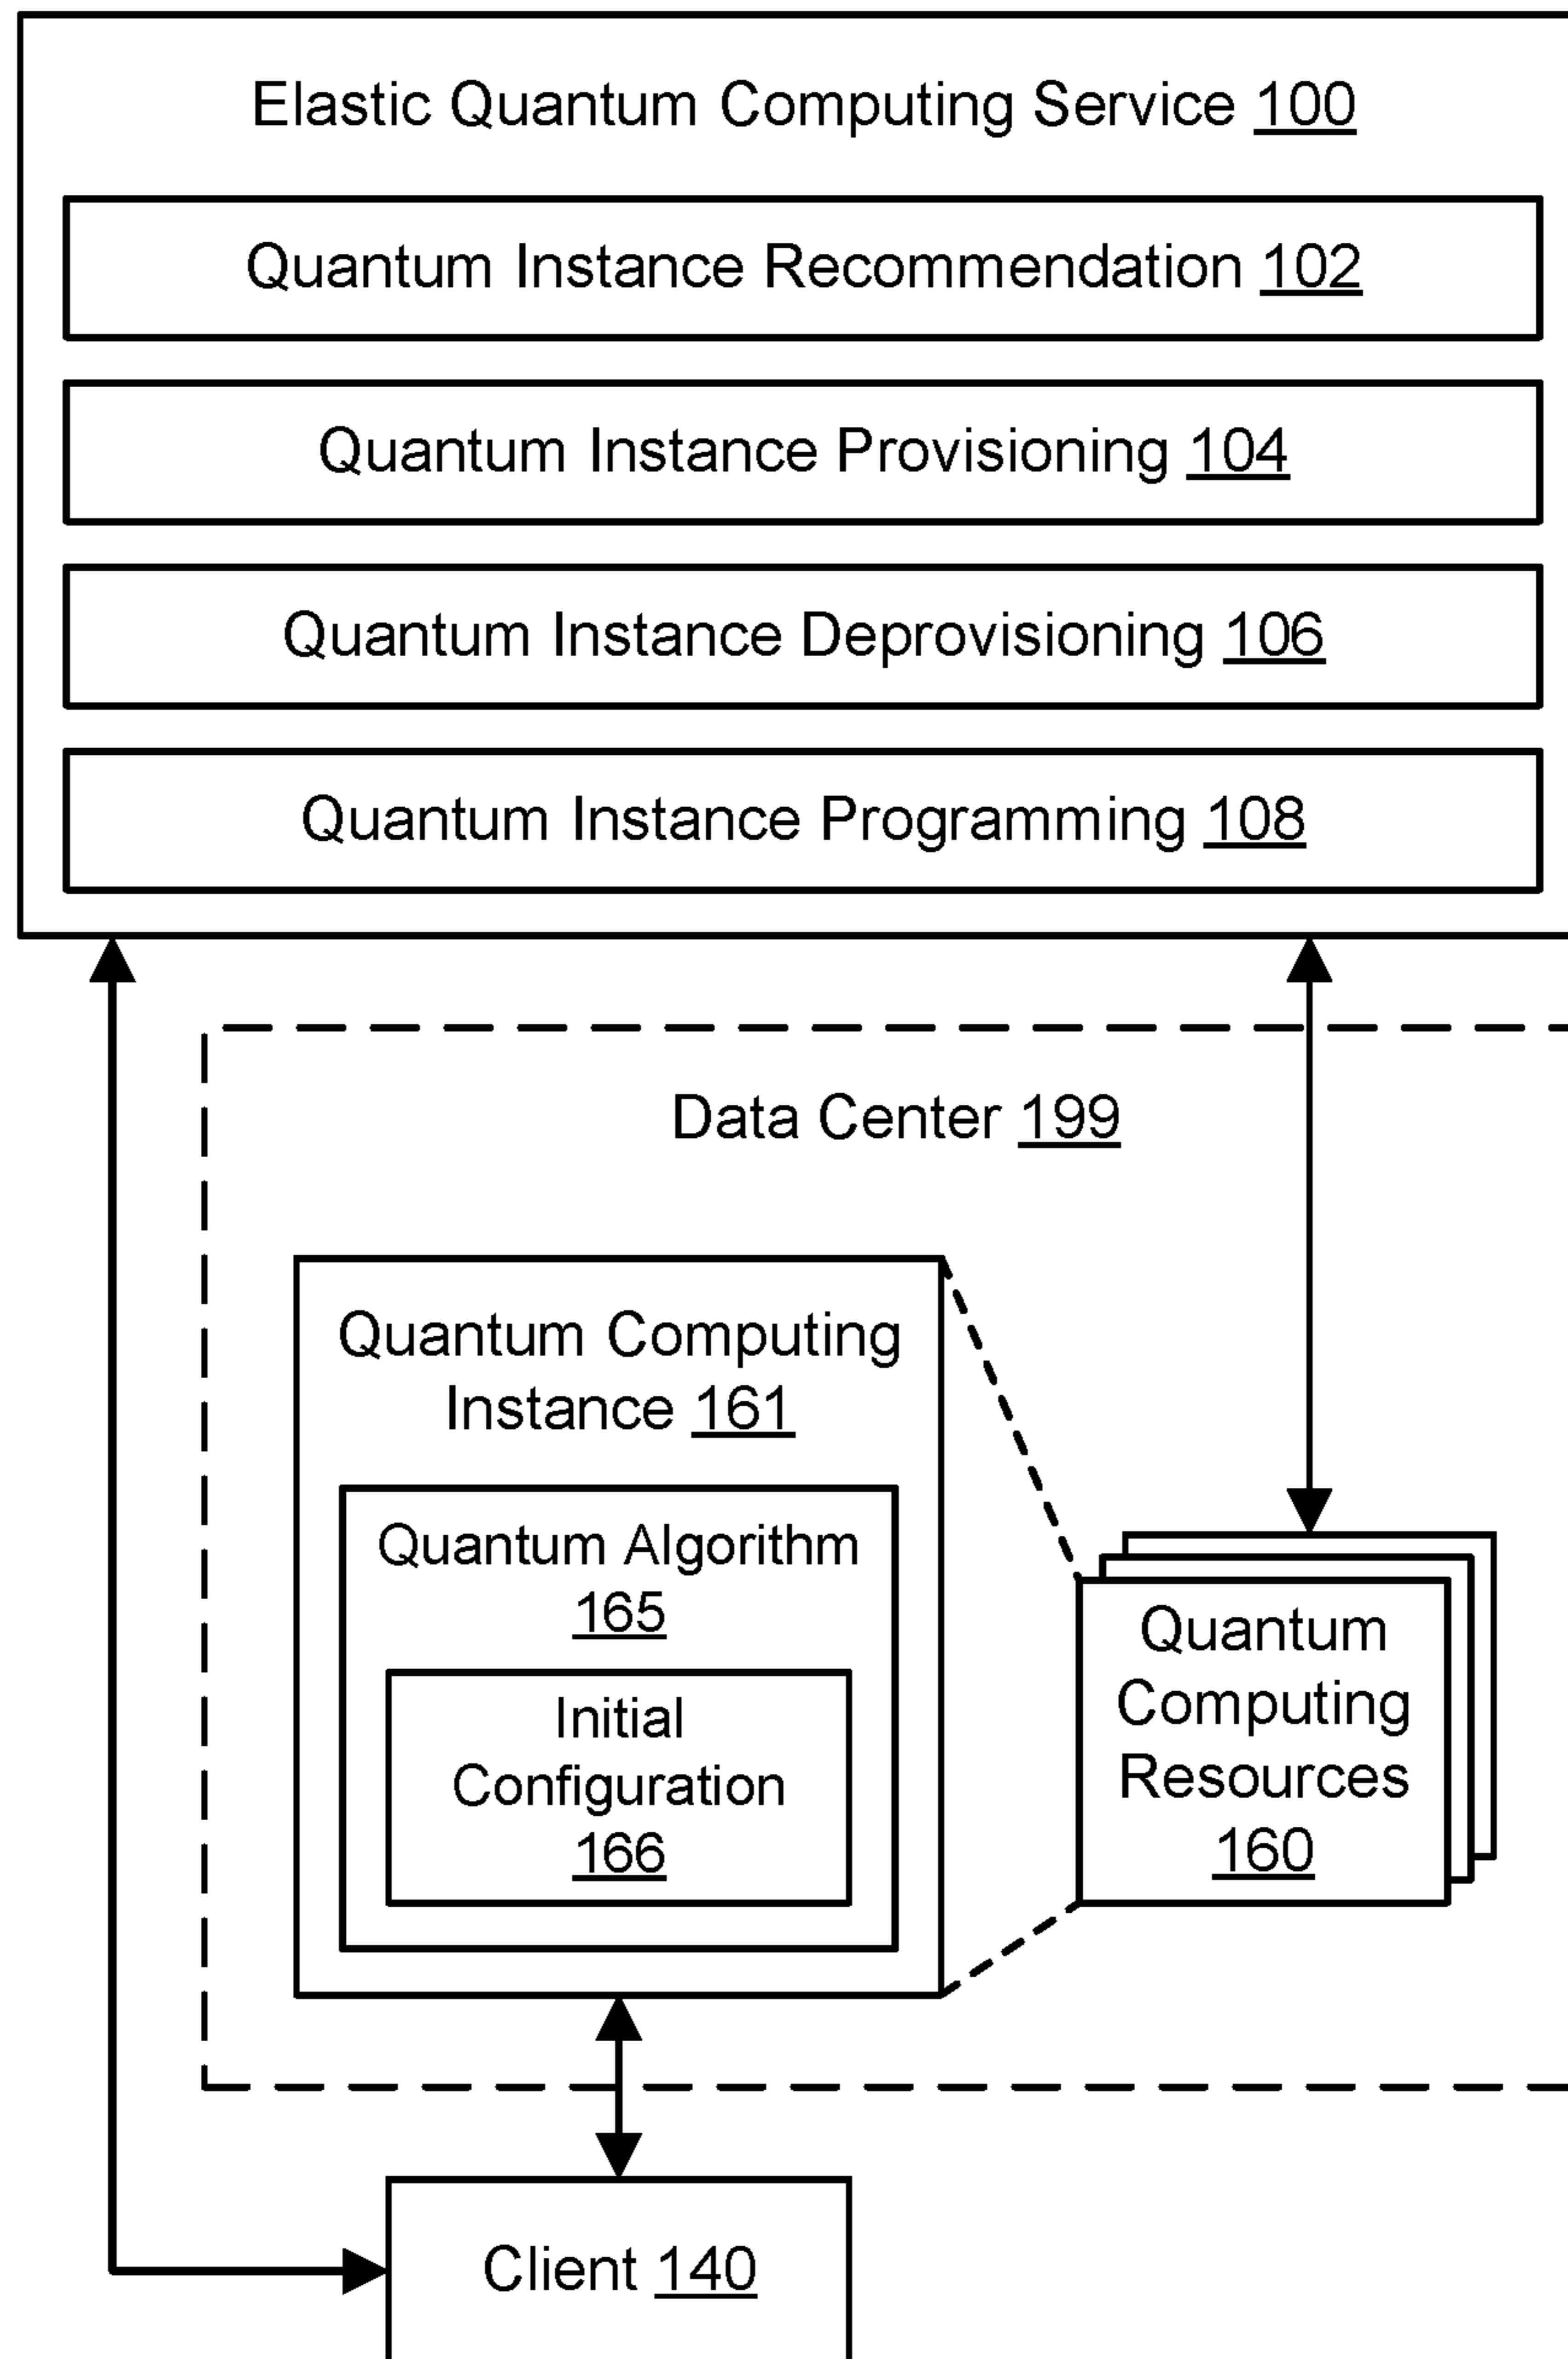 Elastic Quantum Computing Service 100
Quantum Instance Recommendation 102
Quantum Instance Provisioning 104
Quantum Instance Deprovisioning 106
Quantum Instance Programming 108
Data Center 199
Quantum Computing
Instance 161
Quantum Algorithm
165
Initial
Configuration
166
Quantum
Computing
Resources
160
Client 140